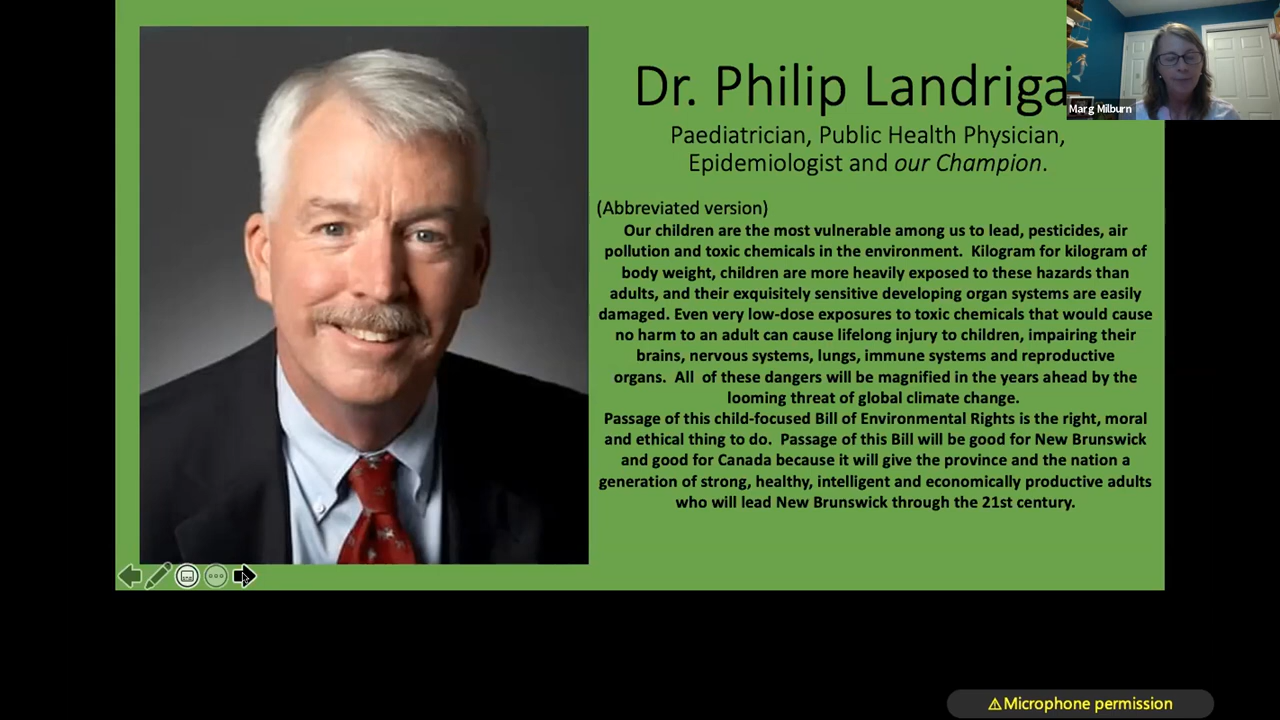 Dr. Philip Landriga
Paediatrician, Public Health Physician,
Epidemiologist and our Champion.
Marg Milburn
(Abbreviated version)
Our children are the most vulnerable among us to lead, pesticides, air
pollution and toxic chemicals in the environment.  Kilogram for kilogram of
body weight, children are more heavily exposed to these hazards than
adults, and their exquisitely sensitive developing organ systems are easily
damaged. Even very low-dose exposures to toxic chemicals that would cause
no harm to an adult can cause lifelong injury to children, impairing their
brains, nervous systems, lungs, immune systems and reproductive
organs.  All  of these dangers will be magnified in the years ahead by the
looming threat of global climate change.
Passage of this child-focused Bill of Environmental Rights is the right, moral
and ethical thing to do.  Passage of this Bill will be good for New Brunswick
and good for Canada because it will give the province and the nation a
generation of strong, healthy, intelligent and economically productive adults
who will lead New Brunswick through the 21st century.
⚠Microphone permission